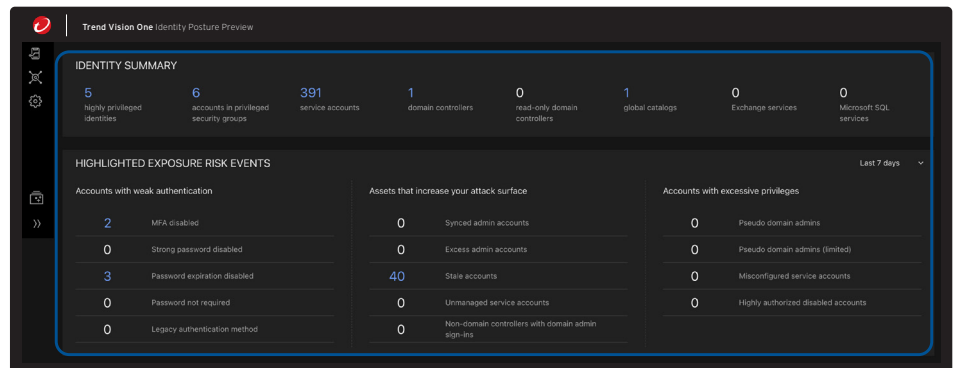 Trend Vision One Identity Posture Preview
IDENTITY SUMMARY
5
highly privileged
identities
6
accounts in privileged
security groups
391
service accounts
1
domain controllers
0
read-only domain
controllers
1
global catalogs
0
Exchange services
0
Microsoft SQL
services
HIGHLIGHTED EXPOSURE RISK EVENTS
Last 7 days
Accounts with weak authentication
2 MFA disabled
0 Strong password disabled
3 Password expiration disabled
0 Password not required
0 Legacy authentication method
Assets that increase your attack surface
0 Synced admin accounts
0 Excess admin accounts
40 Stale accounts
0 Unmanaged service accounts
0 Non-domain controllers with domain admin
sign-ins
Accounts with excessive privileges
0 Pseudo domain admins
0 Pseudo domain admins (limited)
0 Misconfigured service accounts
0 Highly authorized disabled accounts